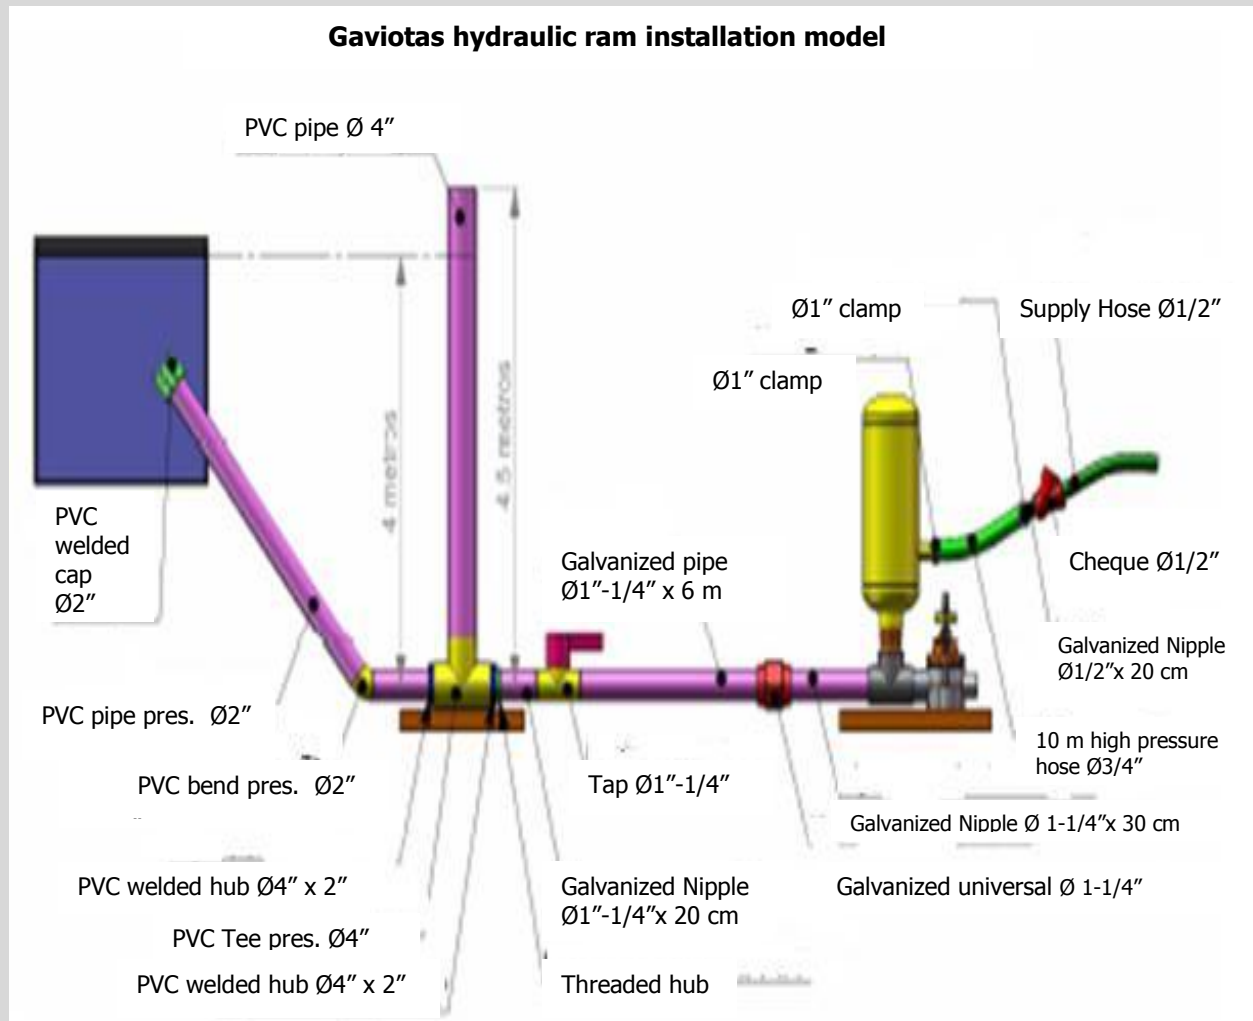 Gaviotas hydraulic ram installation model
PVC pipe Ø 4”
Ø1” clamp
Supply Hose Ø1/2”
Ø1” clamp
4 metros
4.5 metros
PVC
welded
cap
Ø2”
Galvanized pipe
Ø1”-1/4” x 6 m
Cheque Ø1/2”
Galvanized Nipple
Ø1/2”x 20 cm
PVC pipe pres. Ø2”
10 m high pressure
hose Ø3/4”
PVC bend pres. Ø2”
Tap Ø1”-1/4”
Galvanized Nipple Ø 1-1/4”x 30 cm
PVC welded hub Ø4” x 2”
Galvanized Nipple
Ø1”-1/4”x 20 cm
Galvanized universal Ø 1-1/4”
PVC Tee pres. Ø4”
PVC welded hub Ø4” x 2”
Threaded hub